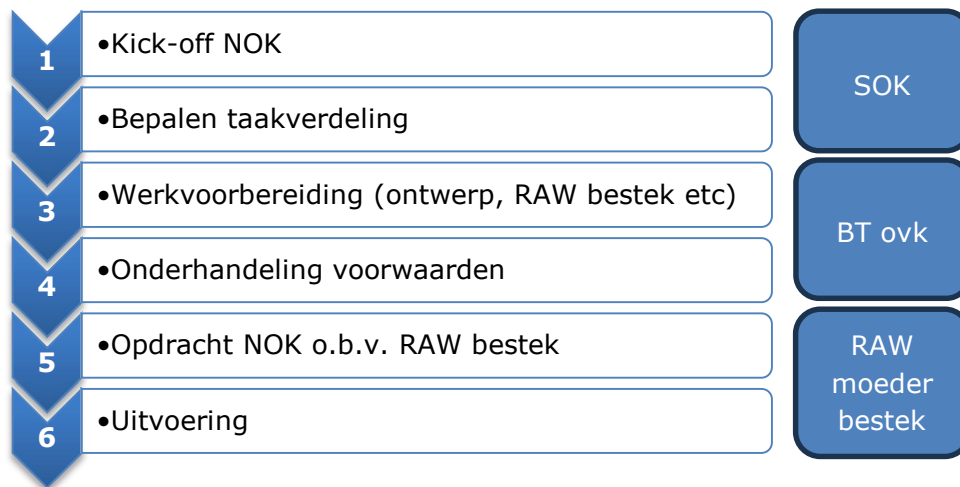 1
•Kick-off NOK
2
•Bepalen taakverdeling
3
•Werkvoorbereiding (ontwerp, RAW bestek etc)
4
•Onderhandeling voorwaarden
5
•Opdracht NOK o.b.v. RAW bestek
6
•Uitvoering
SOK
BT ovk
RAW
moeder
bestek